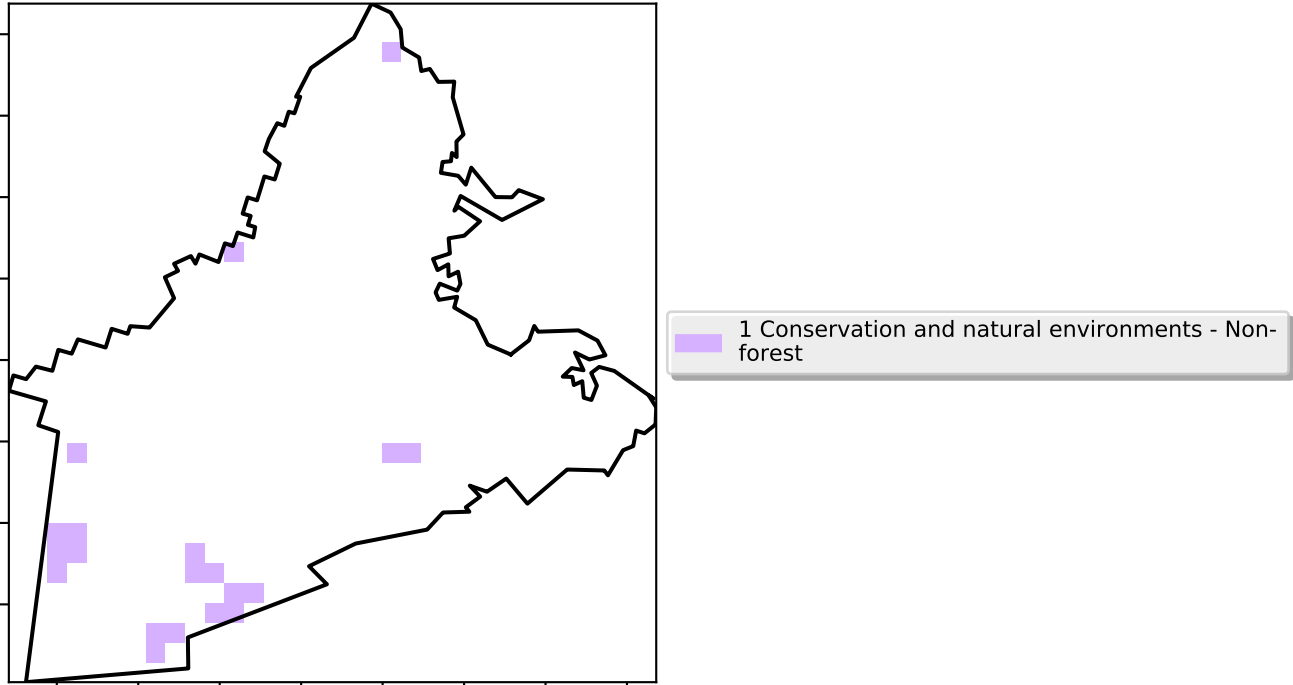 1 Conservation and natural environments - Non-
forest